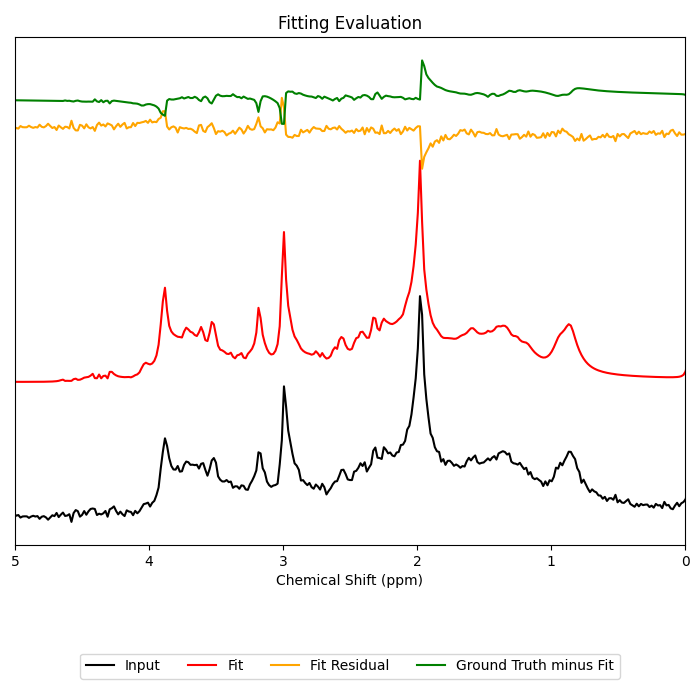 Fitting Evaluation
5 4 3 2 1 0
Chemical Shift (ppm)
Input Fit Fit Residual Ground Truth minus Fit